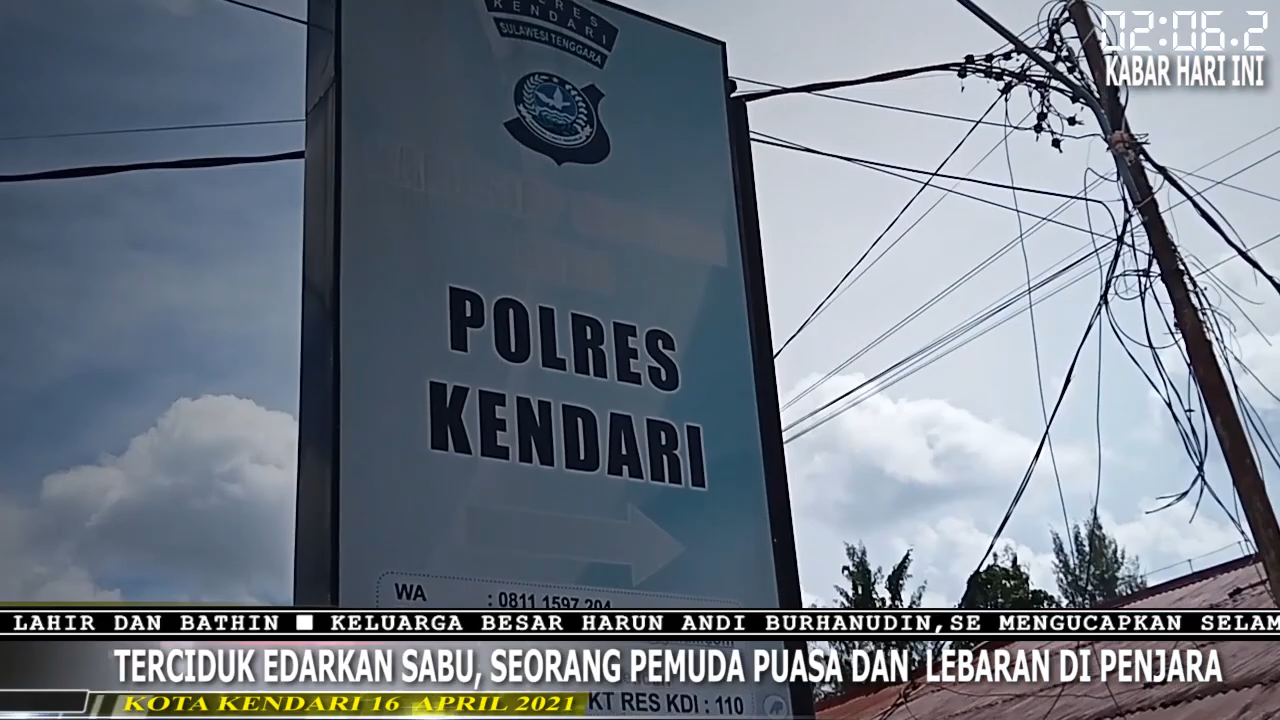 02:06.2
KABAR HARI INI
POLRES
KENDARI
SULAWESI TENGGARA
POLRES
KENDARI
WA : 0811 1597 204
LAHIR DAN BATHIN ■ KELUARGA BESAR HARUN ANDI BURHANUDIN,SE MENGUCAPKAN SELAM
TERCIDUK EDARKAN SABU, SEORANG PEMUDA PUASA DAN LEBARAN DI PENJARA
KOTA KENDARI 16 APRIL 2021
KT RES KDI : 110